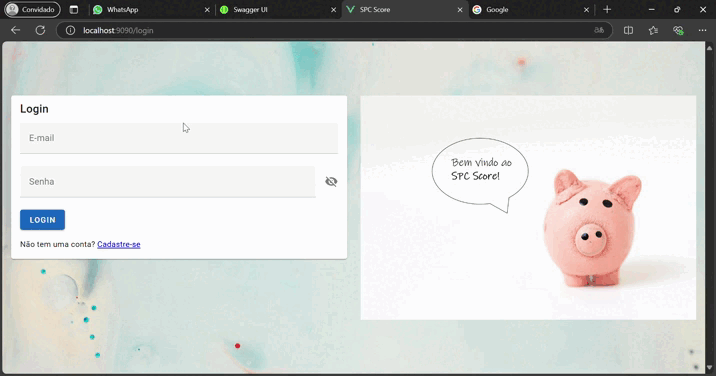 Convidado
WhatsApp
Swagger UI
SPC Score
Google
localhost:9090/login
Login
E-mail
Senha
LOGIN
Não tem uma conta? Cadastre-se
Bem Vindo ao
SPC Score!